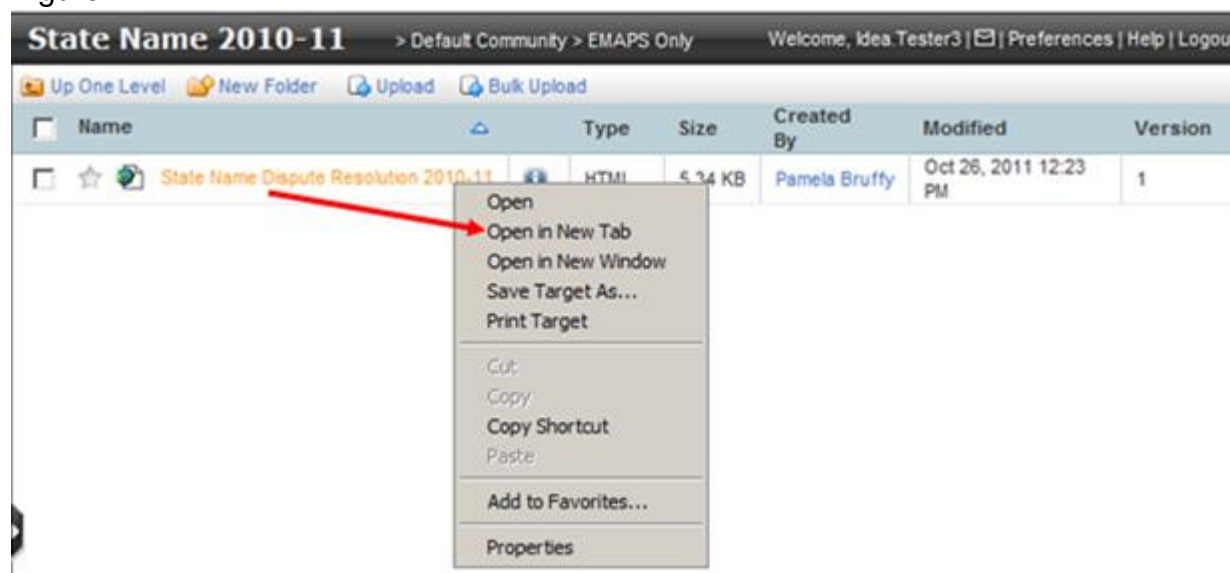 State Name 2010-11 > Default Community > EMAPS Only Welcome, Idea.Tester3 | | Preferences | Help | Logou
Up One Level New Folder Upload Bulk Upload
Name Type Size Created By Modified Version
State Name Dispute Resolution 2010-11 HTML 5.34 KB Pamela Bruffy Oct 26, 2011 12:23 PM 1
Open
Open in New Tab
Open in New Window
Save Target As...
Print Target
Cut
Copy
Copy Shortcut
Paste
Add to Favorites...
Properties